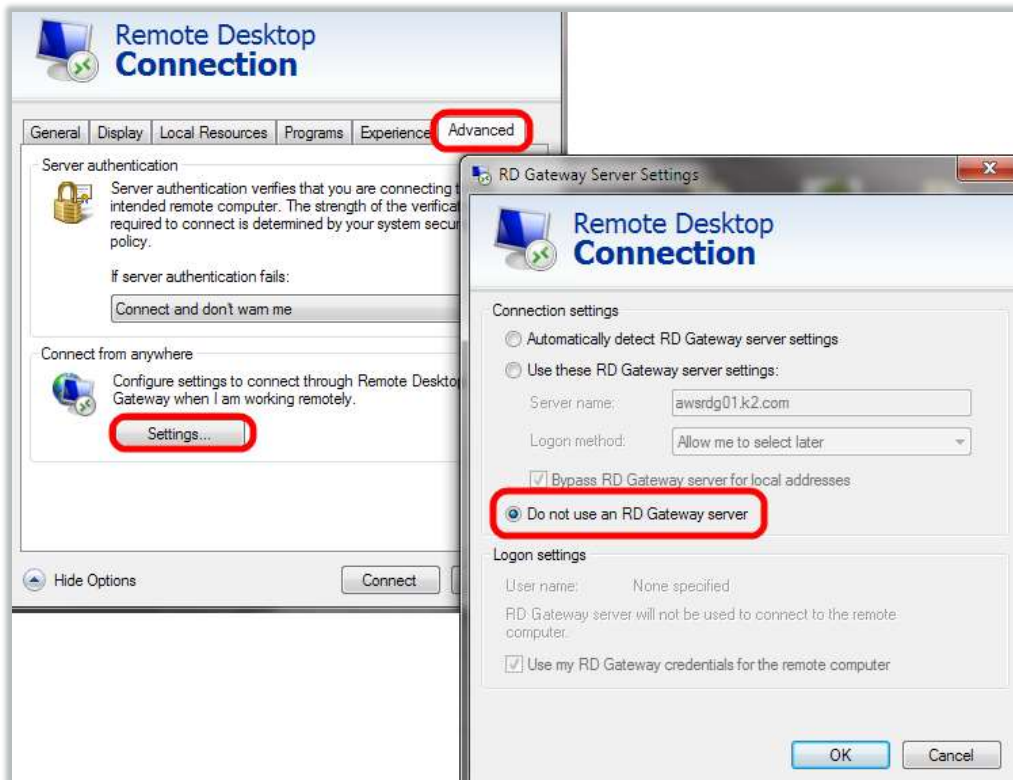 Remote Desktop
Connection
General Display Local Resources Programs Experience Advanced
Server authentication
Server authentication verifies that you are connecting
intended remote computer. The strength of the
required to connect is determined by your system
policy.
If server authentication fails:
Connect and don't warn me
Connect from anywhere
Configure settings to connect through Remote
Gateway when I am working remotely.
Settings...
Hide Options
Connect
RD Gateway Server Settings
Remote Desktop
Connection
Connection settings
Automatically detect RD Gateway server settings
Use these RD Gateway server settings:
Server name: awsrdg01.k2.com
Logon method: Allow me to select later
Bypass RD Gateway server for local addresses
Do not use an RD Gateway server
Logon settings
User name: None specified
RD Gateway server will not be used to connect to the remote
computer.
Use my RD Gateway credentials for the remote computer
OK Cancel